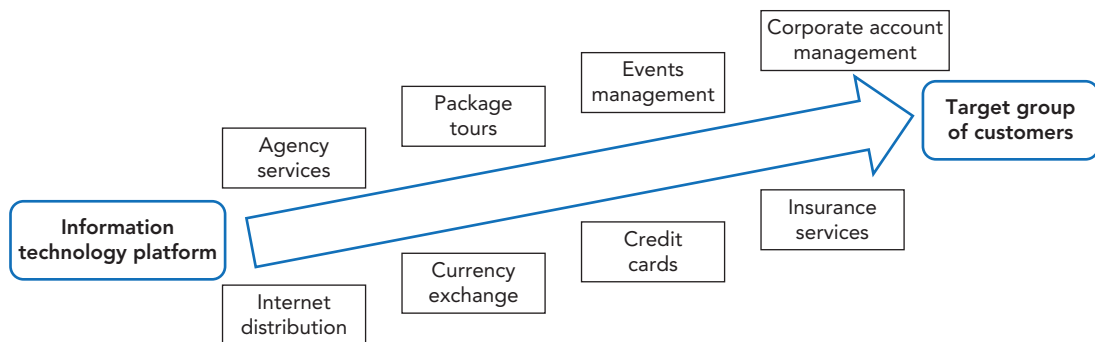 Corporate account
management
Events
management
Package
tours
Agency
services
Target group
of customers
Information
technology platform
Insurance
services
Credit
cards
Currency
exchange
Internet
distribution